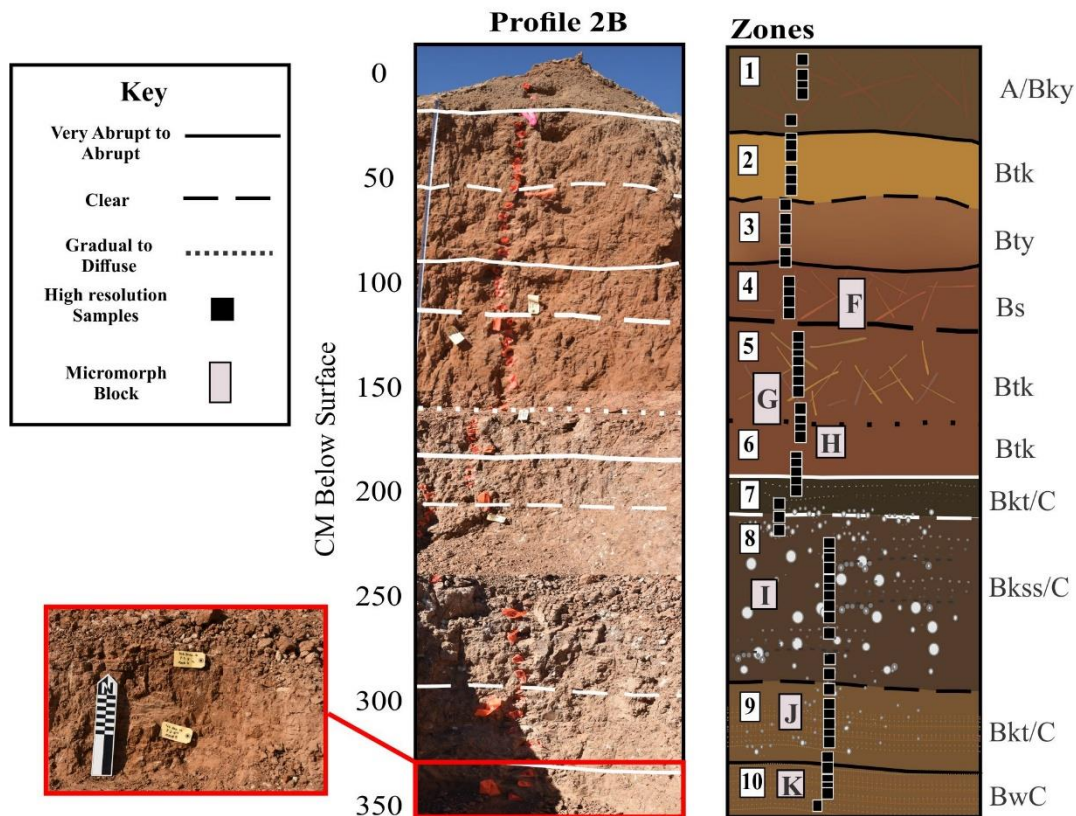 Profile 2B
Zones
Key
Very Abrupt to
Abrupt
Clear
Gradual to
Diffuse
High resolution
Samples
Micromorph
Block
CM Below Surface
0
50
100
150
200
250
300
350
N
1
A/Bky
2
Btk
3
Bty
4
F
Bs
5
G
Btk
6
H
Btk
7
Bkt/C
8
I
Bkss/C
9
J
Bkt/C
10
K
BwC